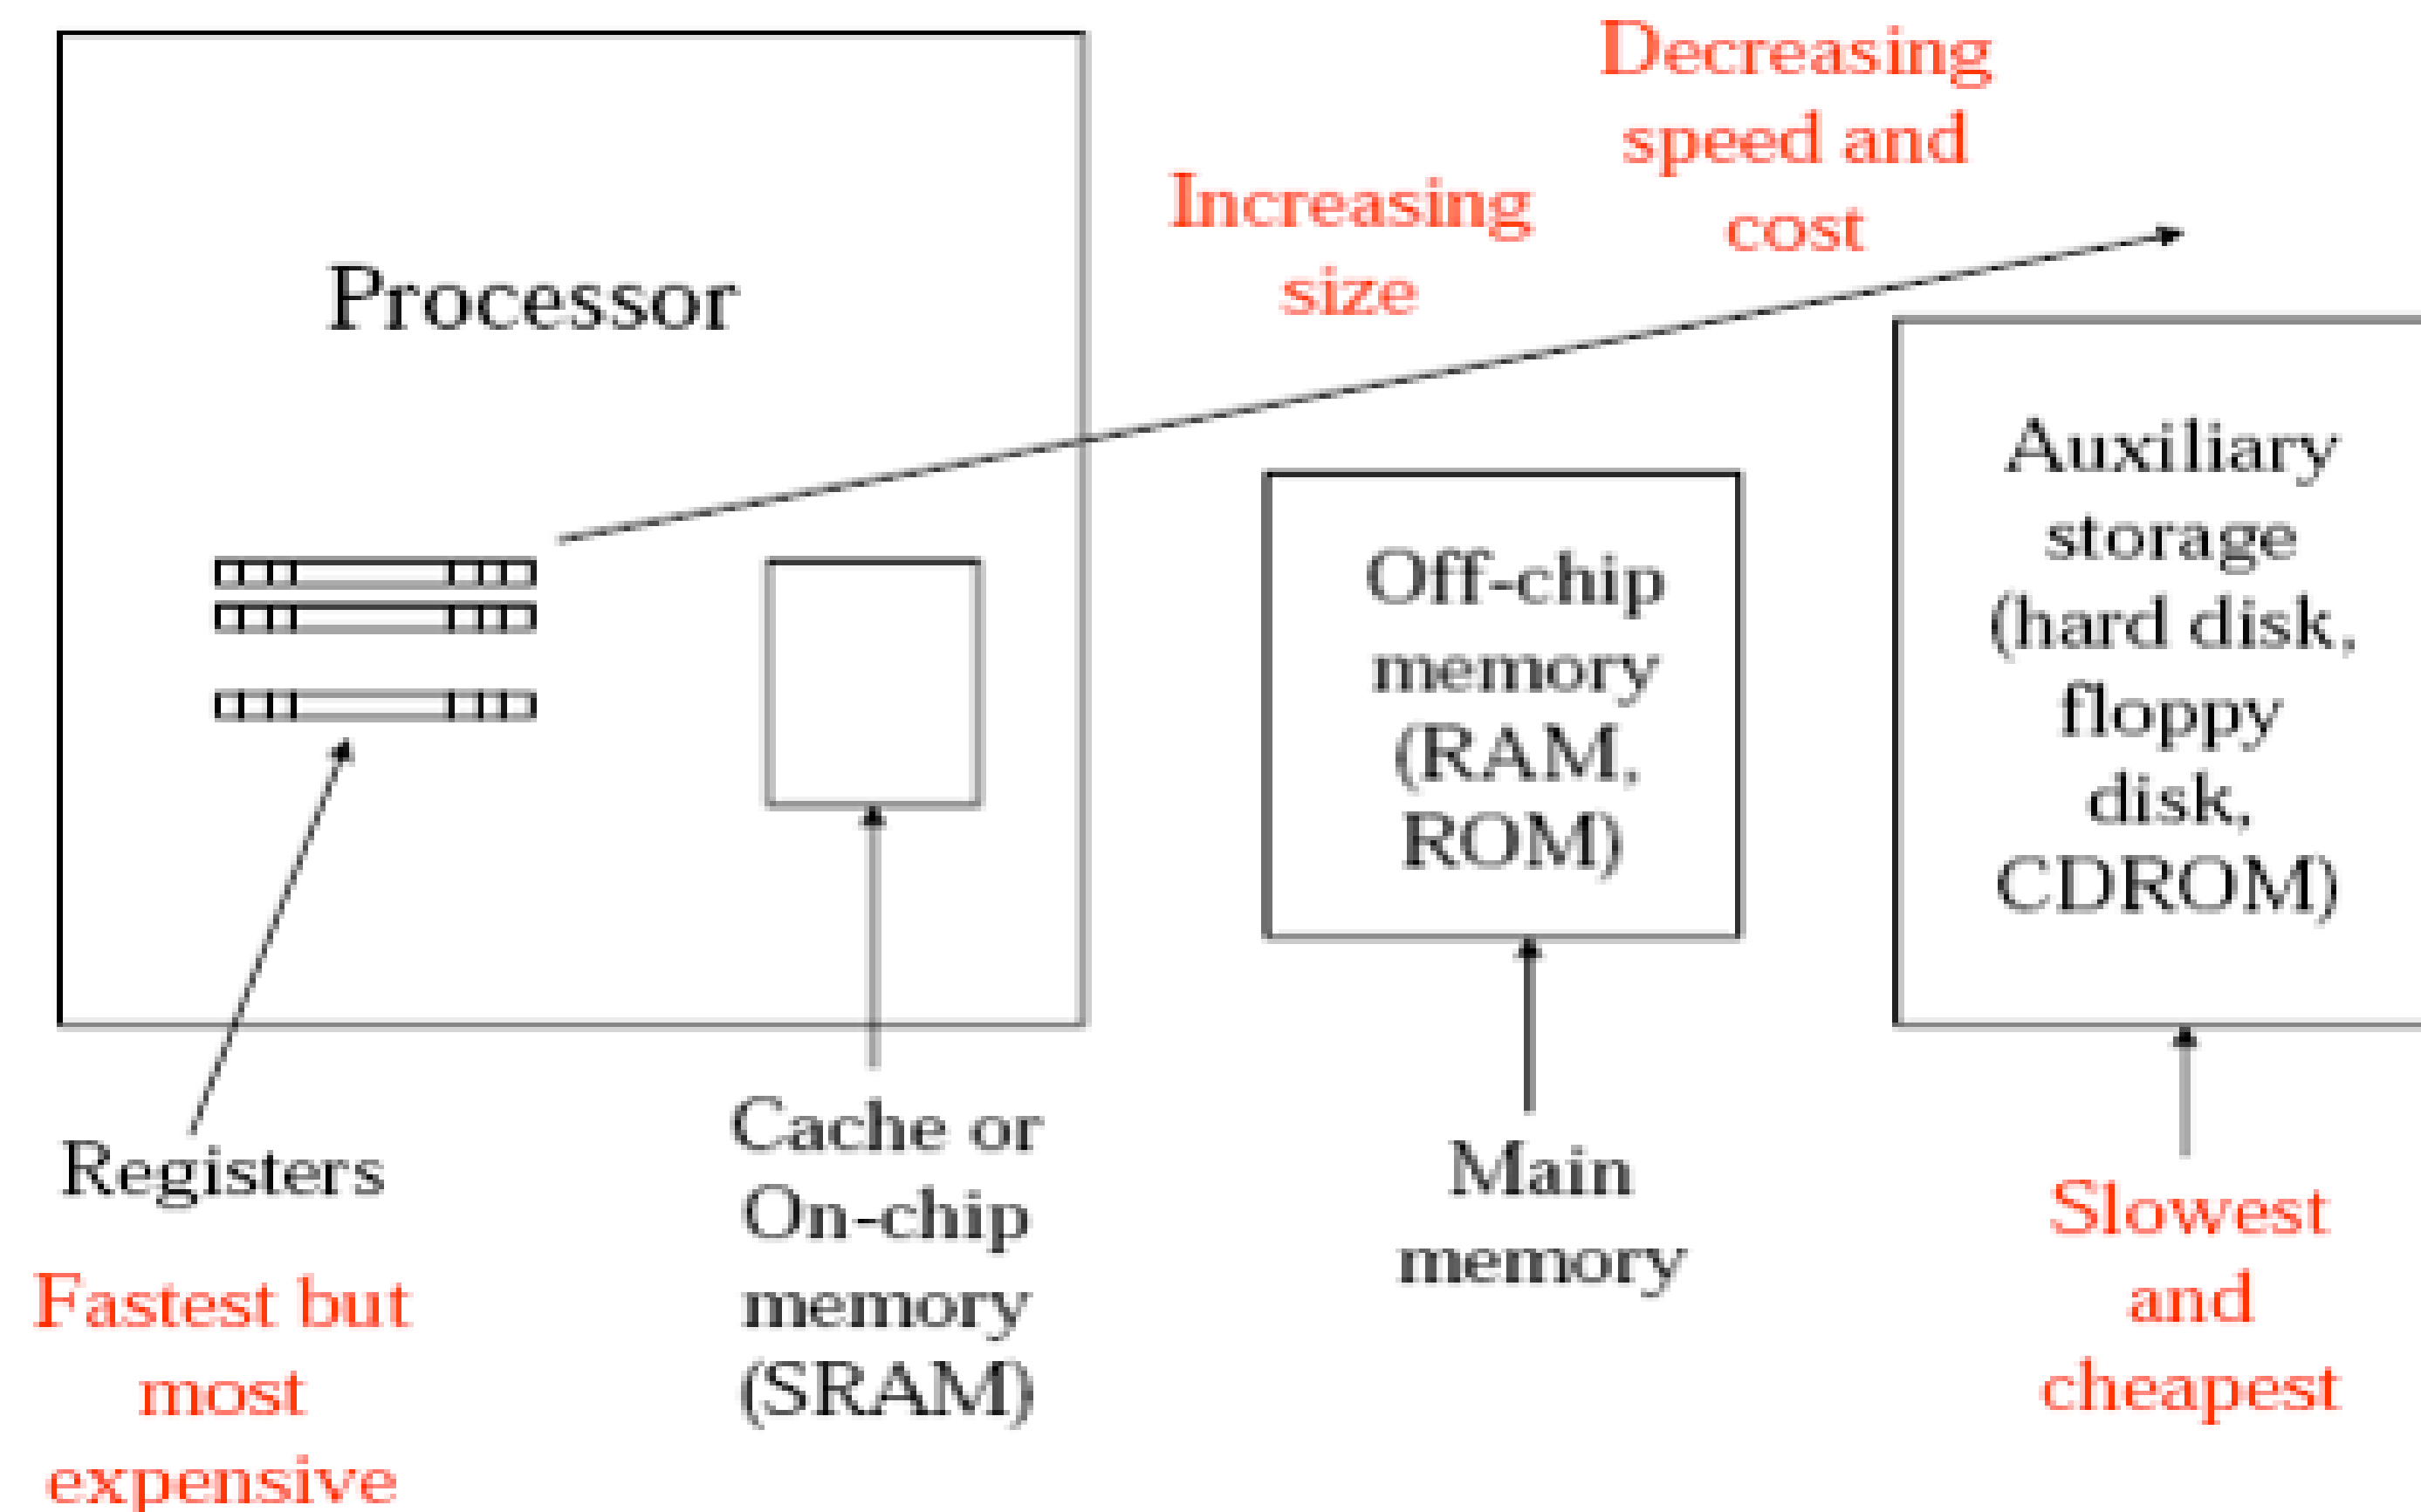 Decreasing
speed and
cost
Increasing
size
Processor
Auxiliary
storage
(hard disk,
floppy
disk,
CDROM)
Off-chip
memory
(RAM,
ROM)
Registers
Fastest but
most
expensive
Cache or
On-chip
memory
(SRAM)
Main
memory
Slowest
and
cheapest